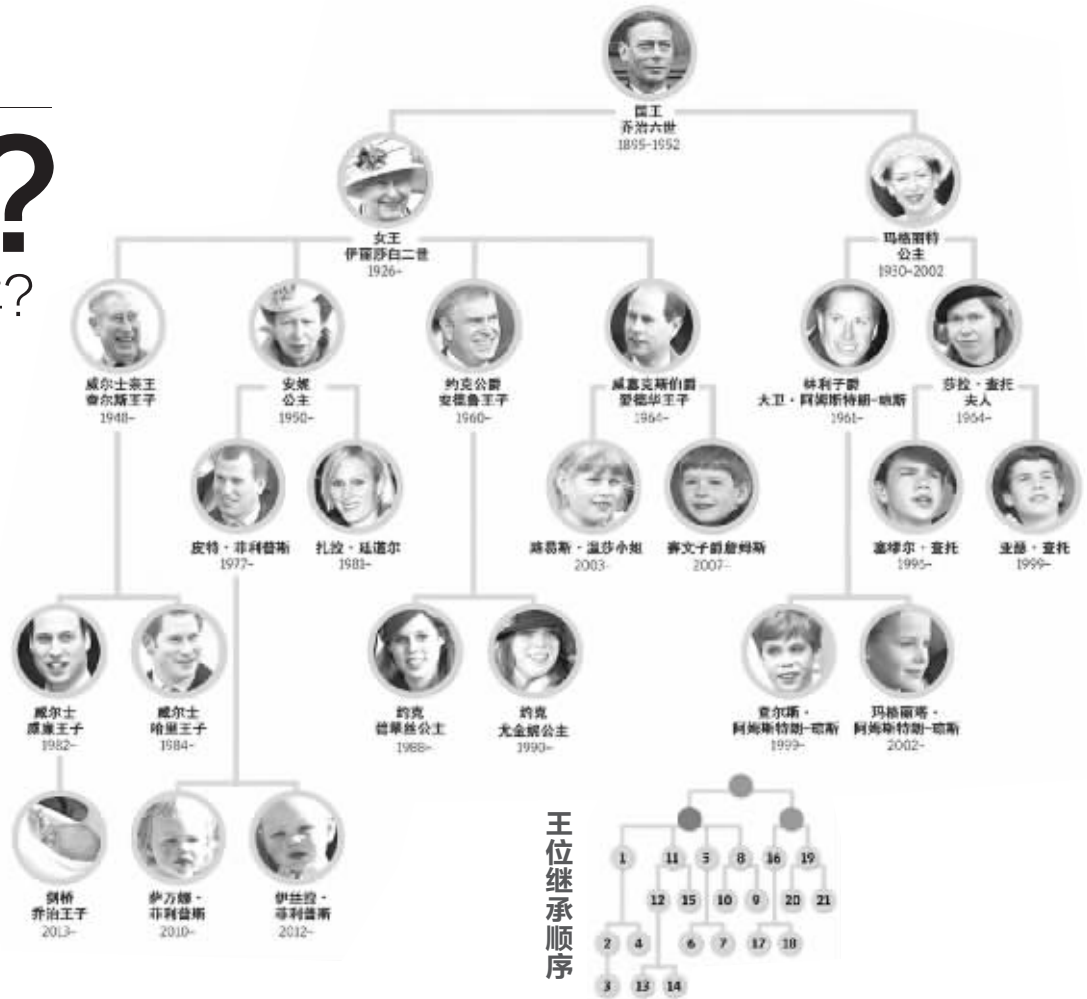 ?
?
国王
乔治六世
1895-1952
女王
伊丽莎白二世
1926-
玛格丽特
公主
1930-2002
威尔士亲王
查尔斯王子
1948-
安妮
公主
1950-
约克公爵
安德鲁王子
1960-
威塞克斯伯爵
爱德华王子
1964-
林利子爵
大卫·阿姆斯特朗-琼斯
1961-
莎拉·查托
夫人
1964-
皮特·菲利普斯
1977-
扎拉·廷道尔
1981-
路易斯·温莎小姐
2003-
赛文子爵詹姆斯
2007-
塞缪尔·查托
1996-
亚瑟·查托
1999-
威尔士
威廉王子
1982-
威尔士
哈里王子
1984-
约克
碧翠丝公主
1988-
约克
尤金妮公主
1990-
查尔斯·
阿姆斯特朗-琼斯
1999-
玛格丽塔·
阿姆斯特朗-琼斯
2002-
剑桥
乔治王子
2013-
萨万娜·
菲利普斯
2010-
伊丝拉·
菲利普斯
2012-
王位继承顺序
1 11 5 8 16 19
12 15 10 9 20 21
2 4 6 7 17 18
3 13 14